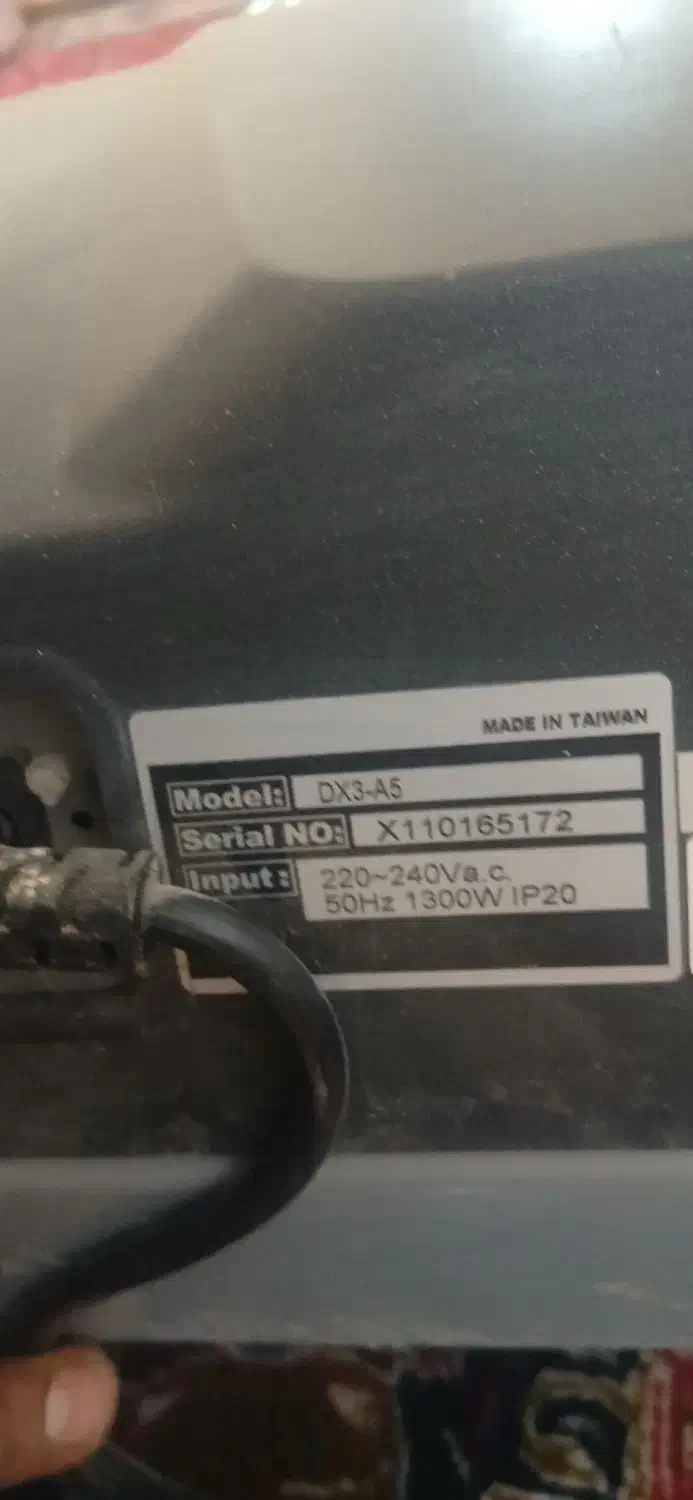 MADE IN TAIWAN
Model: DX3-A5
Serial NO: X110165172
Input: 220~240Va.c.
50Hz 1300W IP20